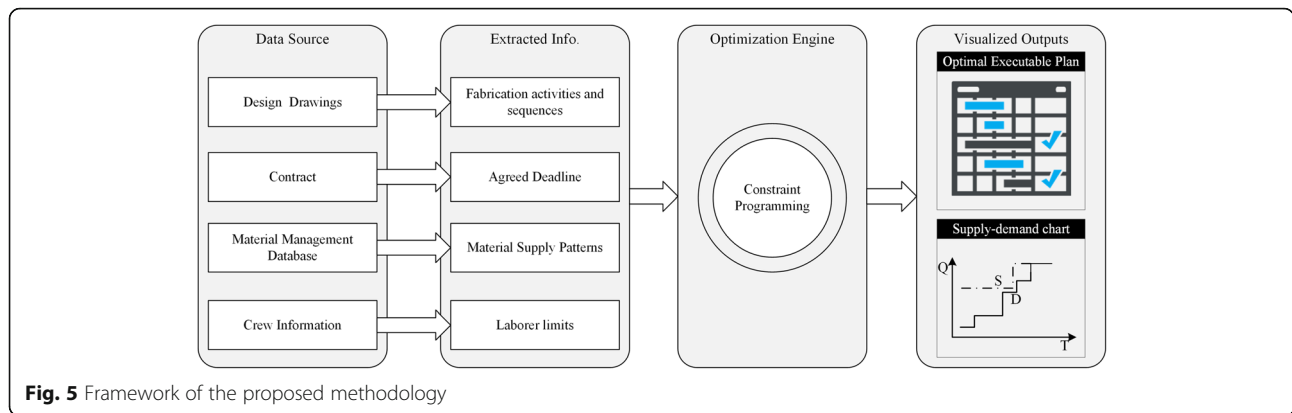 Data Source
Design Drawings
Contract
Material Management
Database
Crew Information
Extracted Info.
Fabrication activities and
sequences
Agreed Deadline
Material Supply Patterns
Laborer limits
Optimization Engine
Constraint
Programming
Visualized Outputs
Optimal Executable Plan
Supply-demand chart
Q
S
D
T
Fig. 5 Framework of the proposed methodology